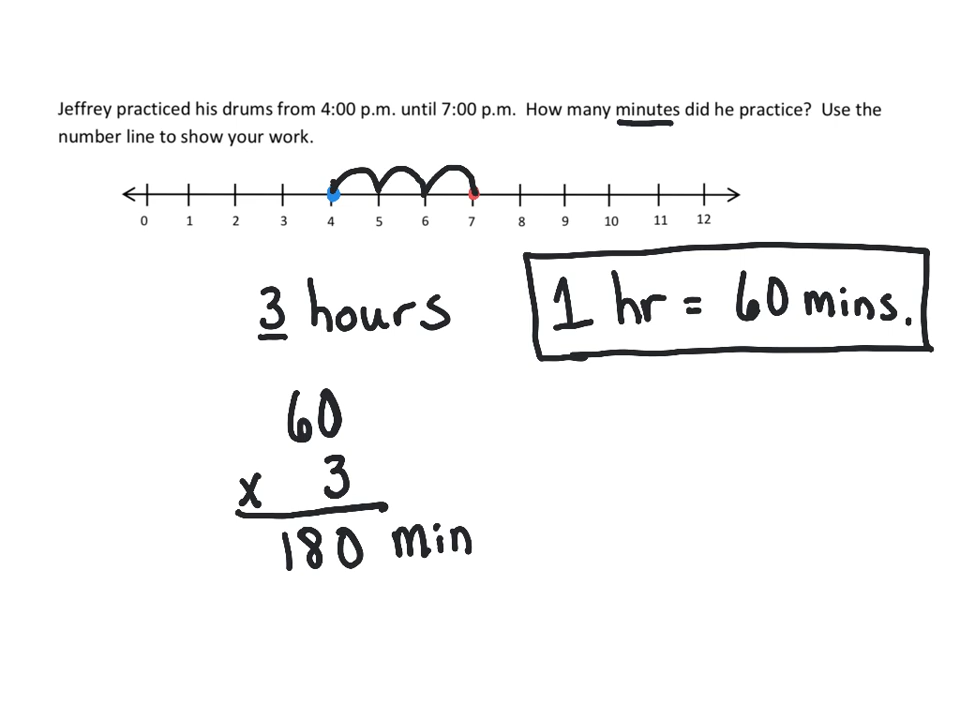 Jeffrey practiced his drums from 4:00 p.m. until 7:00 p.m. How many minutes did he practice? Use the
number line to show your work.
0 1 2 3 4 5 6 7 8 9 10 11 12
3 hours
1 hr = 60 mins.
60
x 3
180 min